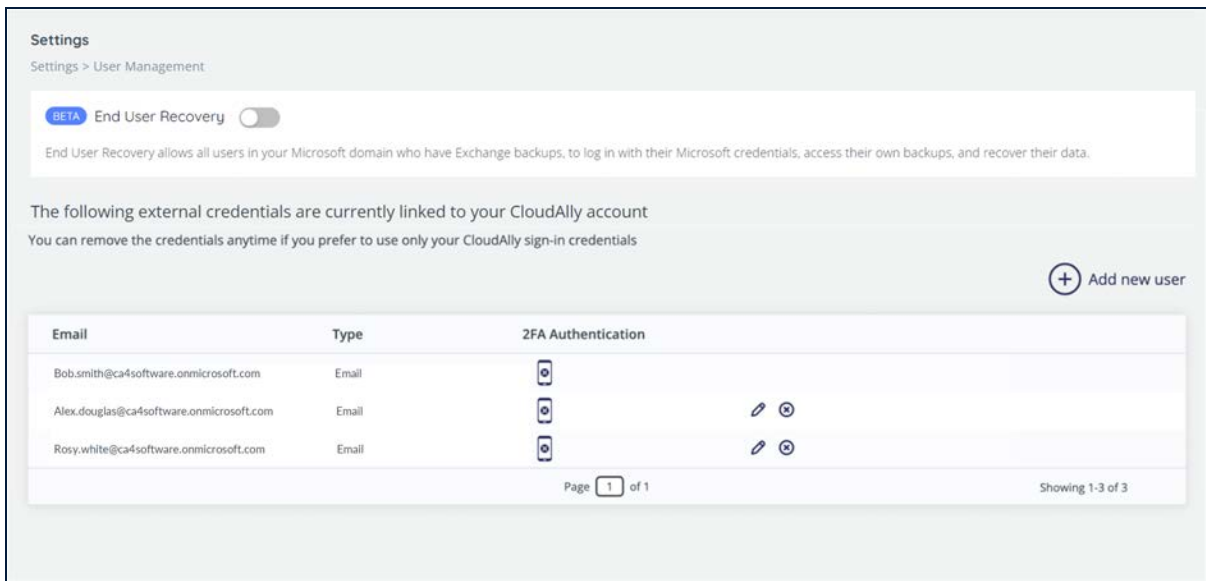 Settings
Settings > User Management
BETA End User Recovery
End User Recovery allows all users in your Microsoft domain who have Exchange backups, to log in with their Microsoft credentials, access their own backups, and recover their data.
The following external credentials are currently linked to your CloudAlly account
You can remove the credentials anytime if you prefer to use only your CloudAlly sign-in credentials
Add new user
Email Type 2FA Authentication
Bob.smith@ca4software.onmicrosoft.com Email
Alex.douglas@ca4software.onmicrosoft.com Email
Rosy.white@ca4software.onmicrosoft.com Email
Page 1 of 1 Showing 1-3 of 3